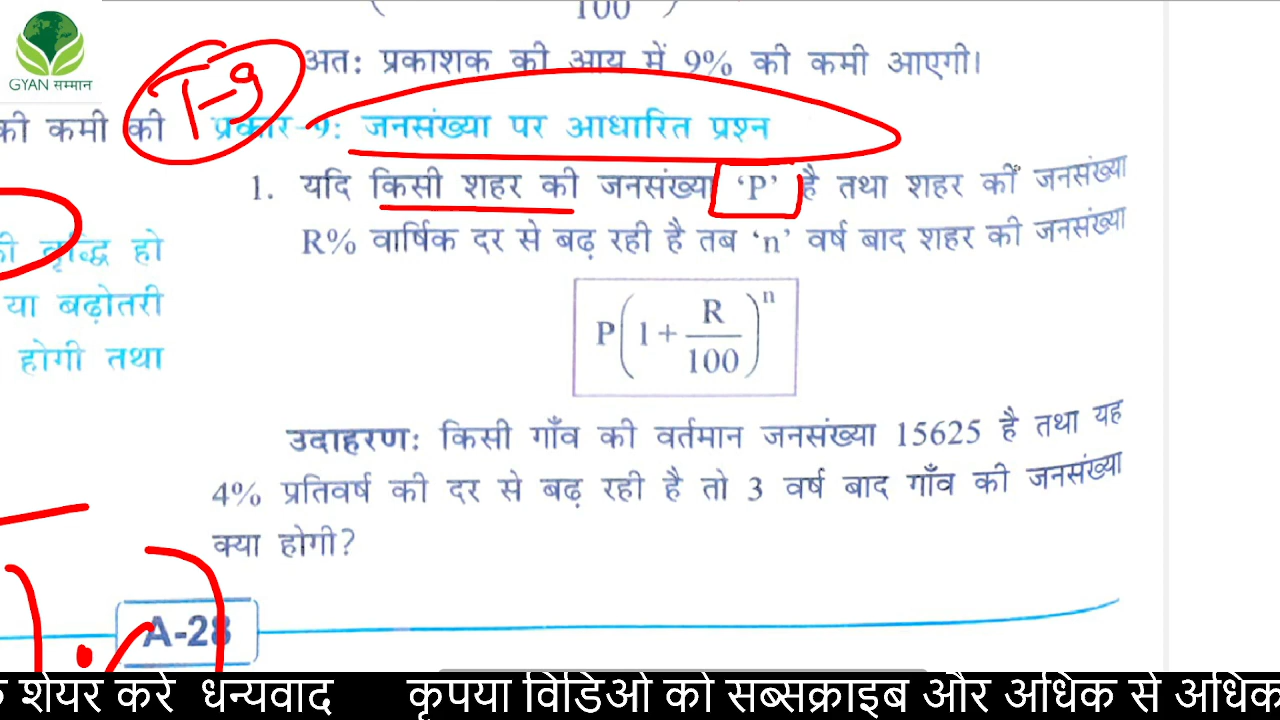 100
GYAN सम्मान
अतः प्रकाशक की आय में 9% की कमी आएगी।
T-9
की कमी की
प्रकार-9: जनसंख्या पर आधारित प्रश्न
1. यदि किसी शहर की जनसंख्या 'P' है तथा शहर की जनसंख्या
R% वार्षिक दर से बढ़ रही है तब 'n' वर्ष बाद शहर की जनसंख्या
की वृद्धि हो
या बढ़ोतरी
होगी तथा
P(1+R/100)^n
उदाहरणः किसी गाँव की वर्तमान जनसंख्या 15625 है तथा यह
4% प्रतिवर्ष की दर से बढ़ रही है तो 3 वर्ष बाद गाँव की जनसंख्या
क्या होगी?
A-28
शेयर करें धन्यवाद कृपया विडिओ को सब्सक्राइब और अधिक से अधिक